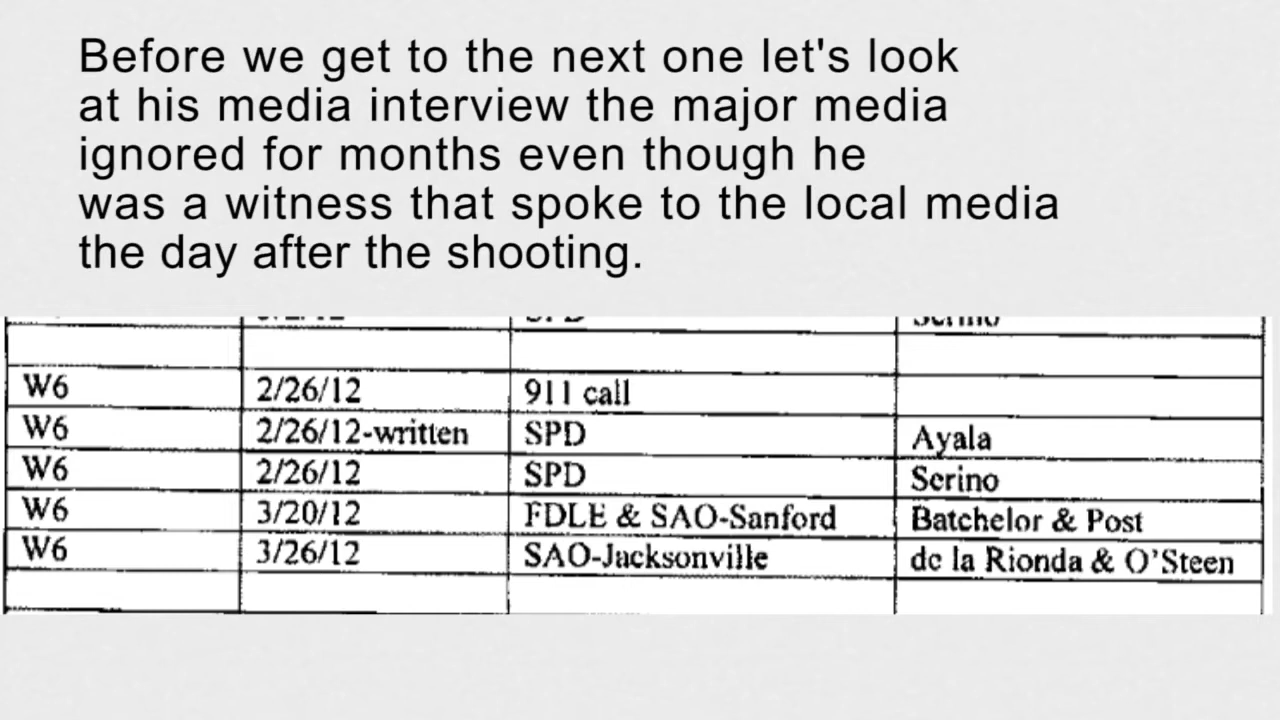 Before we get to the next one let's look
at his media interview the major media
ignored for months even though he
was a witness that spoke to the local media
the day after the shooting.
W6 2/26/12 911 call
W6 2/26/12-written SPD Ayala
W6 2/26/12 SPD Serino
W6 3/20/12 FDLE & SAO-Sanford Batchelor & Post
W6 3/26/12 SAO-Jacksonville de la Rionda & O'Steen